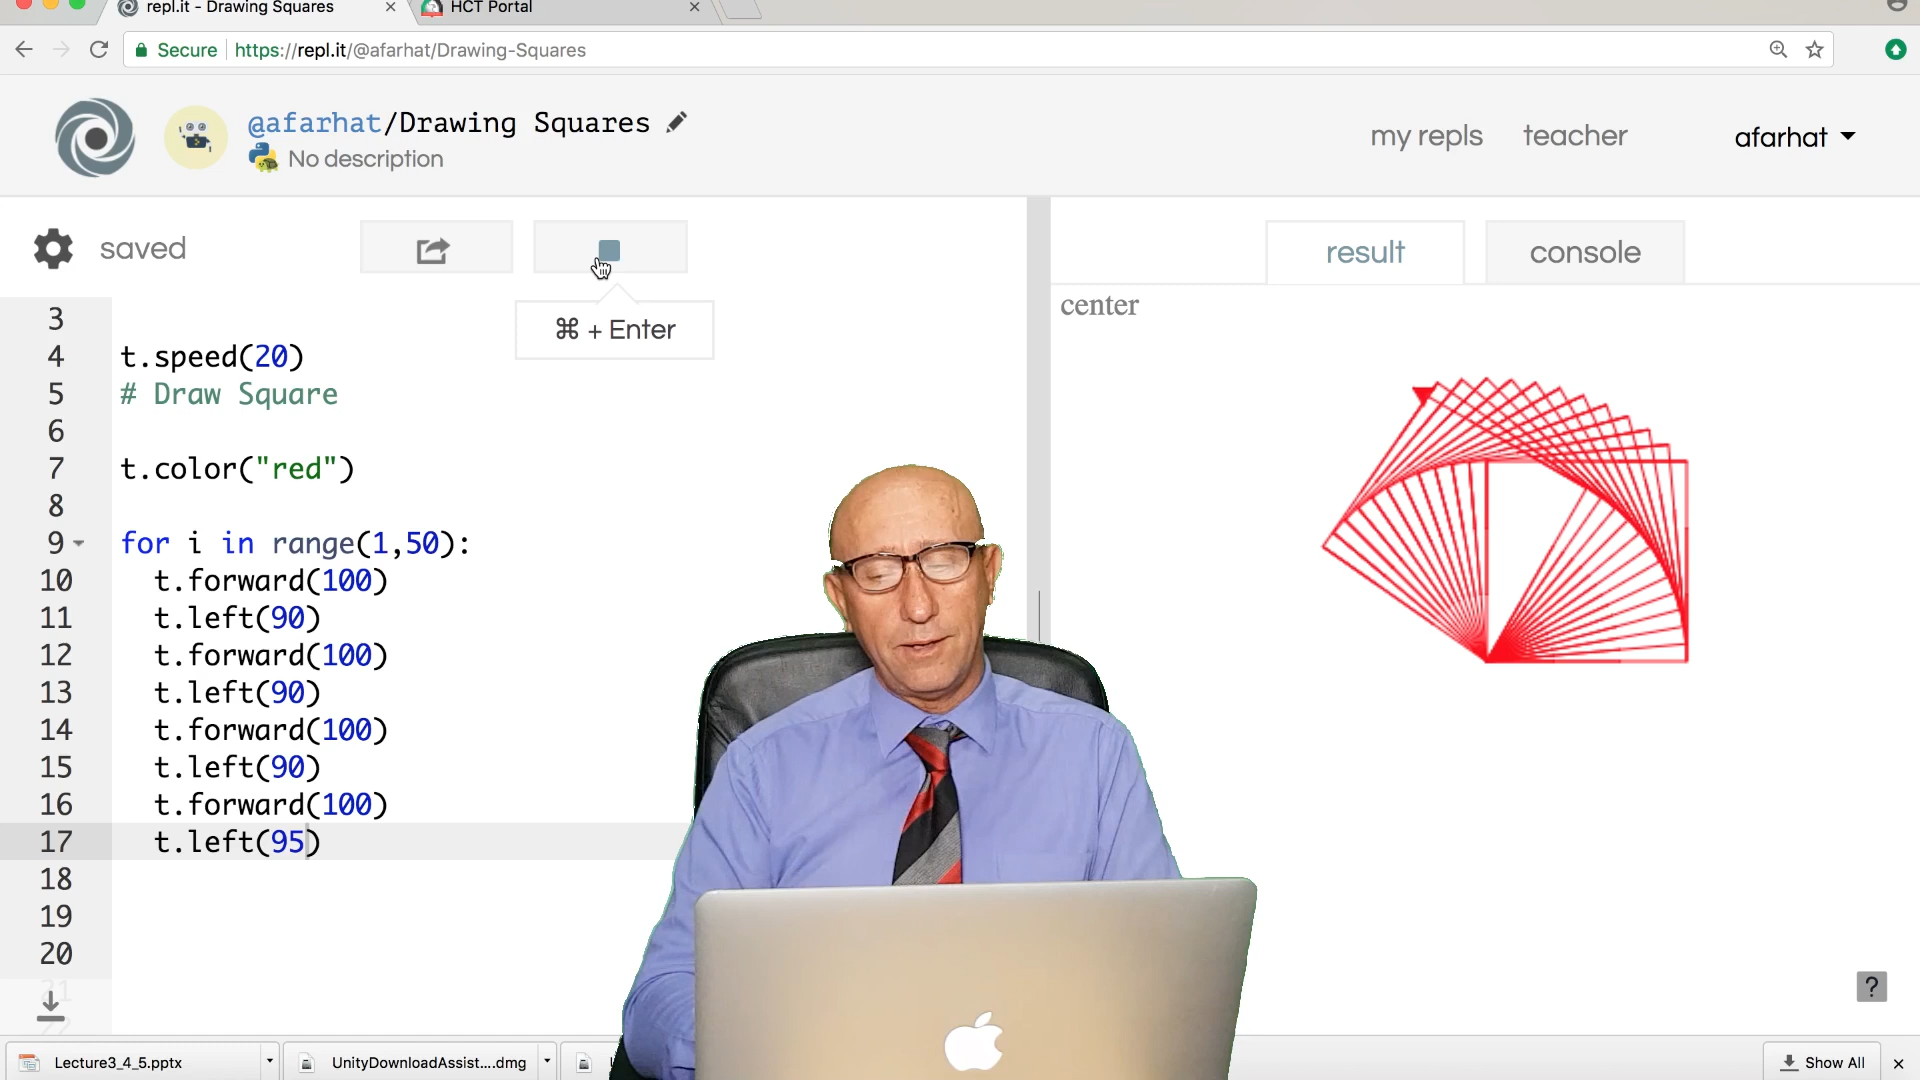 repl.it - Drawing Squares
HCT Portal
Secure https://repl.it/@afarhat/Drawing-Squares
@afarhat/Drawing Squares
No description
my repls teacher afarhat
saved
⌘ + Enter
result console
center
3
4 t.speed(20)
5 # Draw Square
6
7 t.color("red")
8
9 for i in range(1,50):
10 t.forward(100)
11 t.left(90)
12 t.forward(100)
13 t.left(90)
14 t.forward(100)
15 t.left(90)
16 t.forward(100)
17 t.left(95)
18
19
20
21
?
Lecture3_4_5.pptx
UnityDownloadAssist....dmg
Show All